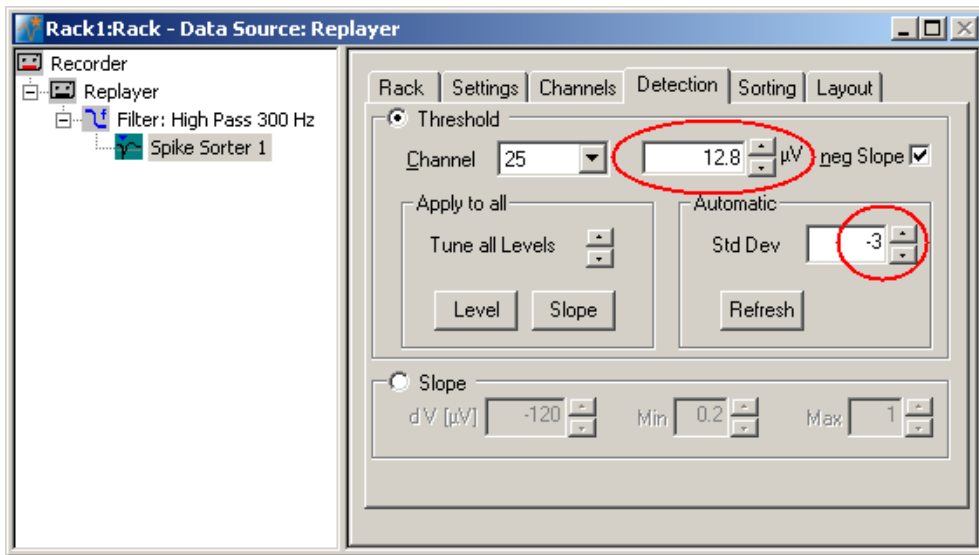 Rack1:Rack - Data Source: Replayer
Recorder
Replayer
Filter: High Pass 300 Hz
Spike Sorter 1
Rack Settings Channels Detection Sorting Layout
Threshold
Channel 25 12.8 µV neg Slope
Apply to all Automatic
Tune all Levels Std Dev -3
Level Slope Refresh
Slope
dV [µV] -120 Min 0.2 Max 1